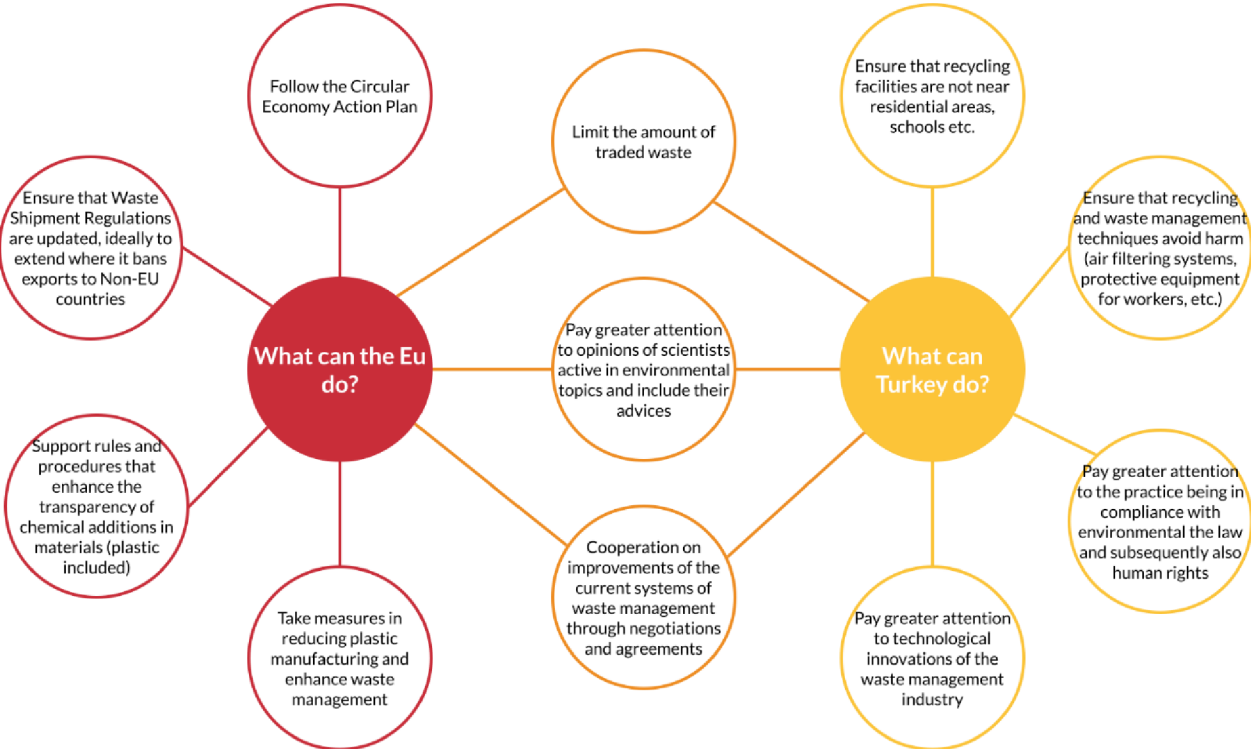 Follow the Circular
Economy Action Plan
Ensure that Waste
Shipment Regulations
are updated, ideally to
extend where it bans
exports to Non-EU
countries
What can the Eu
do?
Support rules and
procedures that
enhance the
transparency of
chemical additions in
materials (plastic
included)
Take measures in
reducing plastic
manufacturing and
enhance waste
management
Limit the amount of
traded waste
Pay greater attention
to opinions of scientists
active in environmental
topics and include their
advices
Cooperation on
improvements of the
current systems of
waste management
through negotiations
and agreements
Ensure that recycling
facilities are not near
residential areas,
schools etc.
Ensure that recycling
and waste management
techniques avoid harm
(air filtering systems,
protective equipment
for workers, etc.)
What can
Turkey do?
Pay greater attention
to the practice being in
compliance with
environmental the law
and subsequently also
human rights
Pay greater attention
to technological
innovations of the
waste management
industry